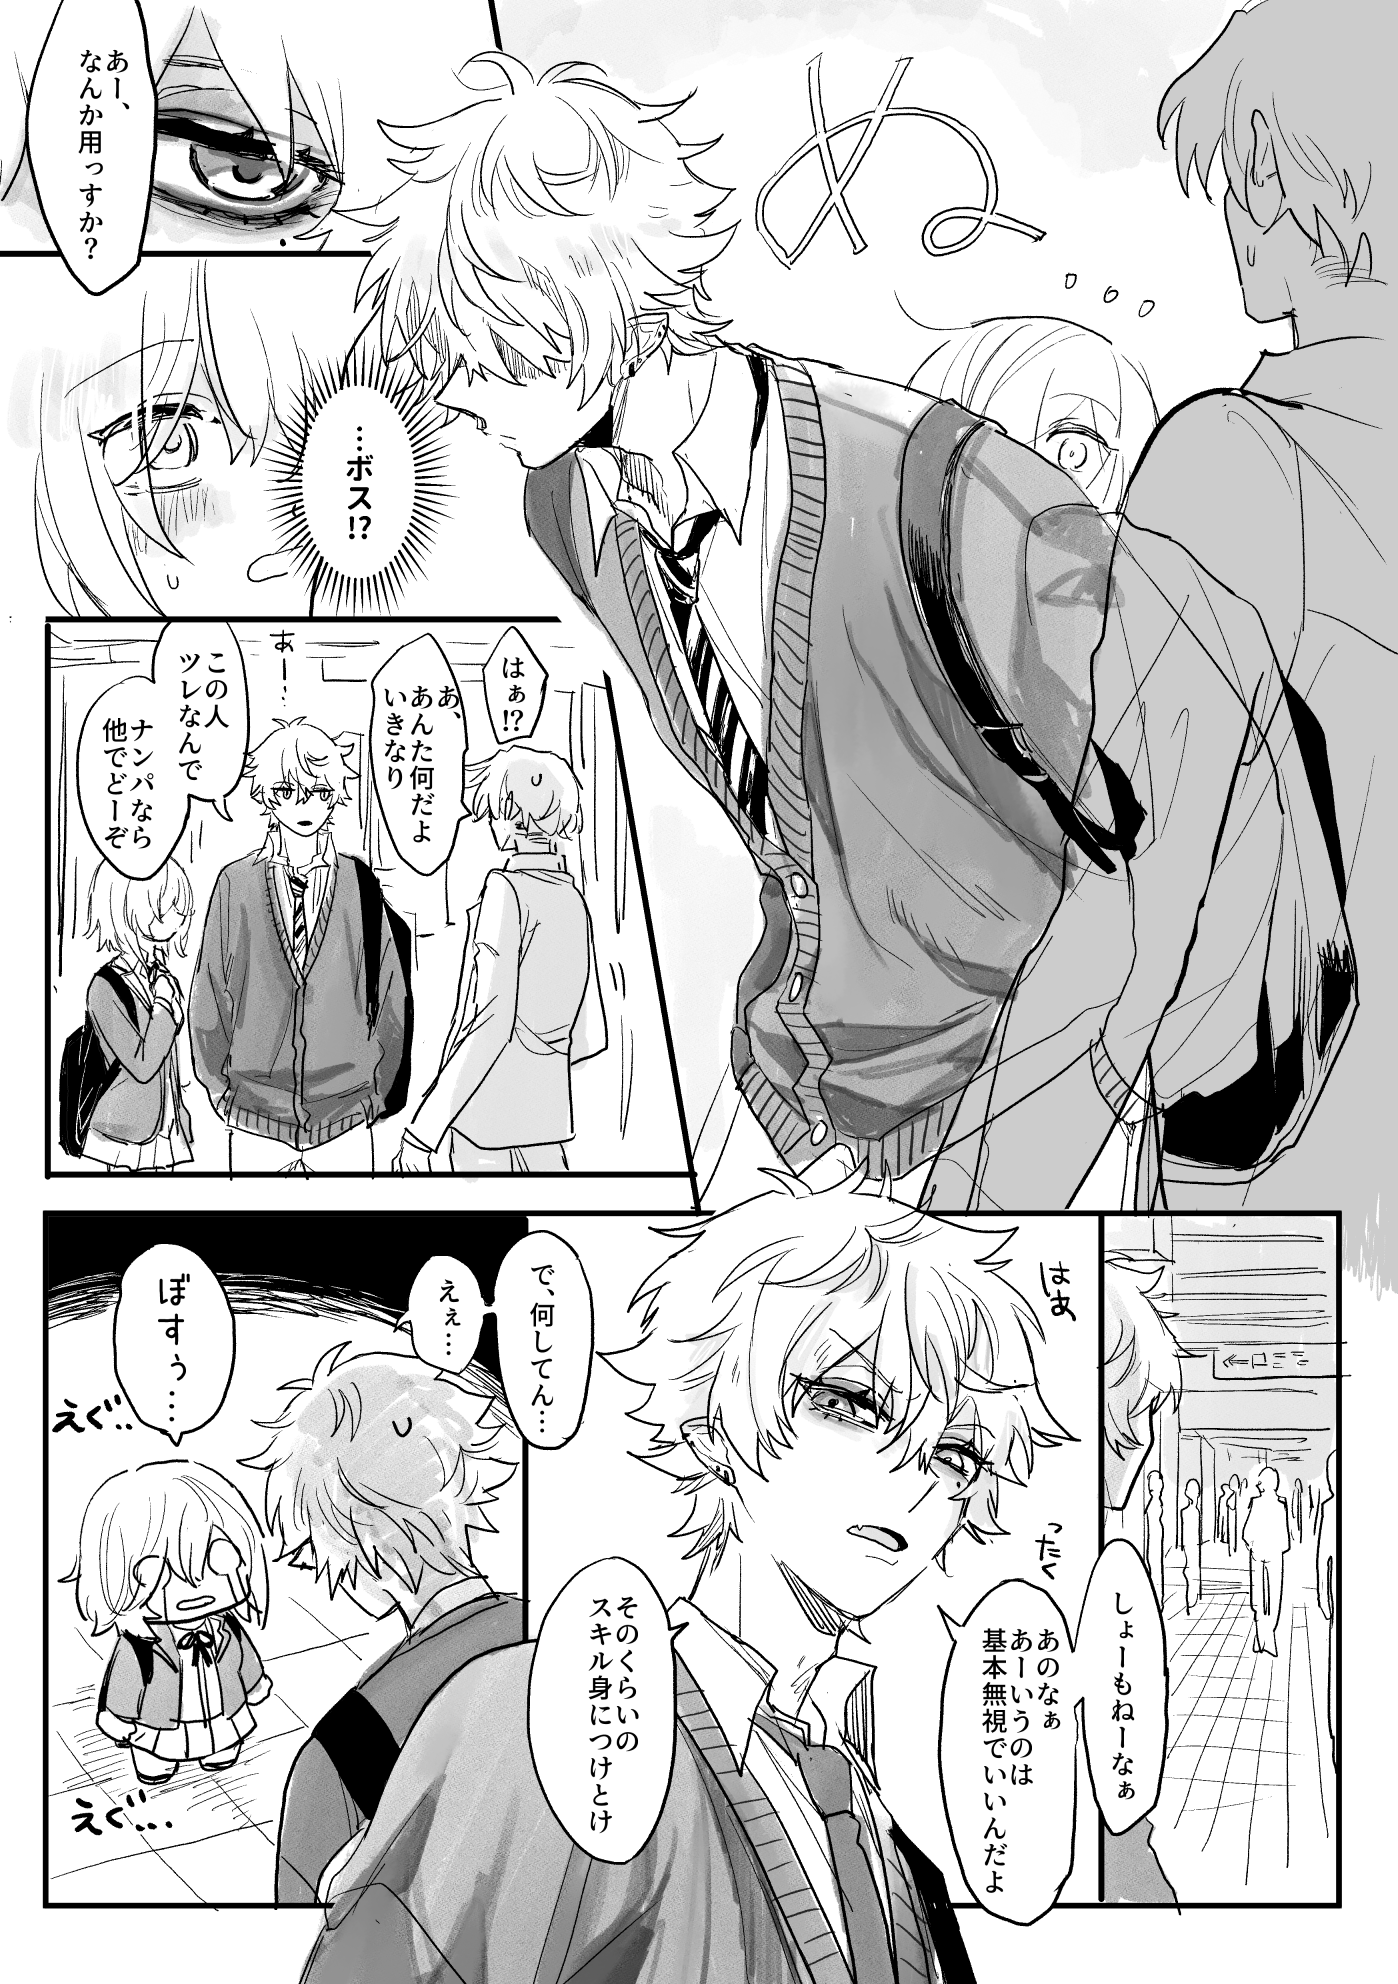 ぬっ
あー、
なんか用っすか?
…ボス!?
はぁ!?
あ、
あんた何だよ
いきなり
あー…
この人
ツレなんで
ナンパなら
他でどーぞ
しょーもねーなぁ
はぁ
ったく
あのなぁ
あーいうのは
基本無視でいいんだよ
そのくらいの
スキル身につけとけ
で、何してん…
えぇ…
ぼすぅ…
えぐ…
えぐ…